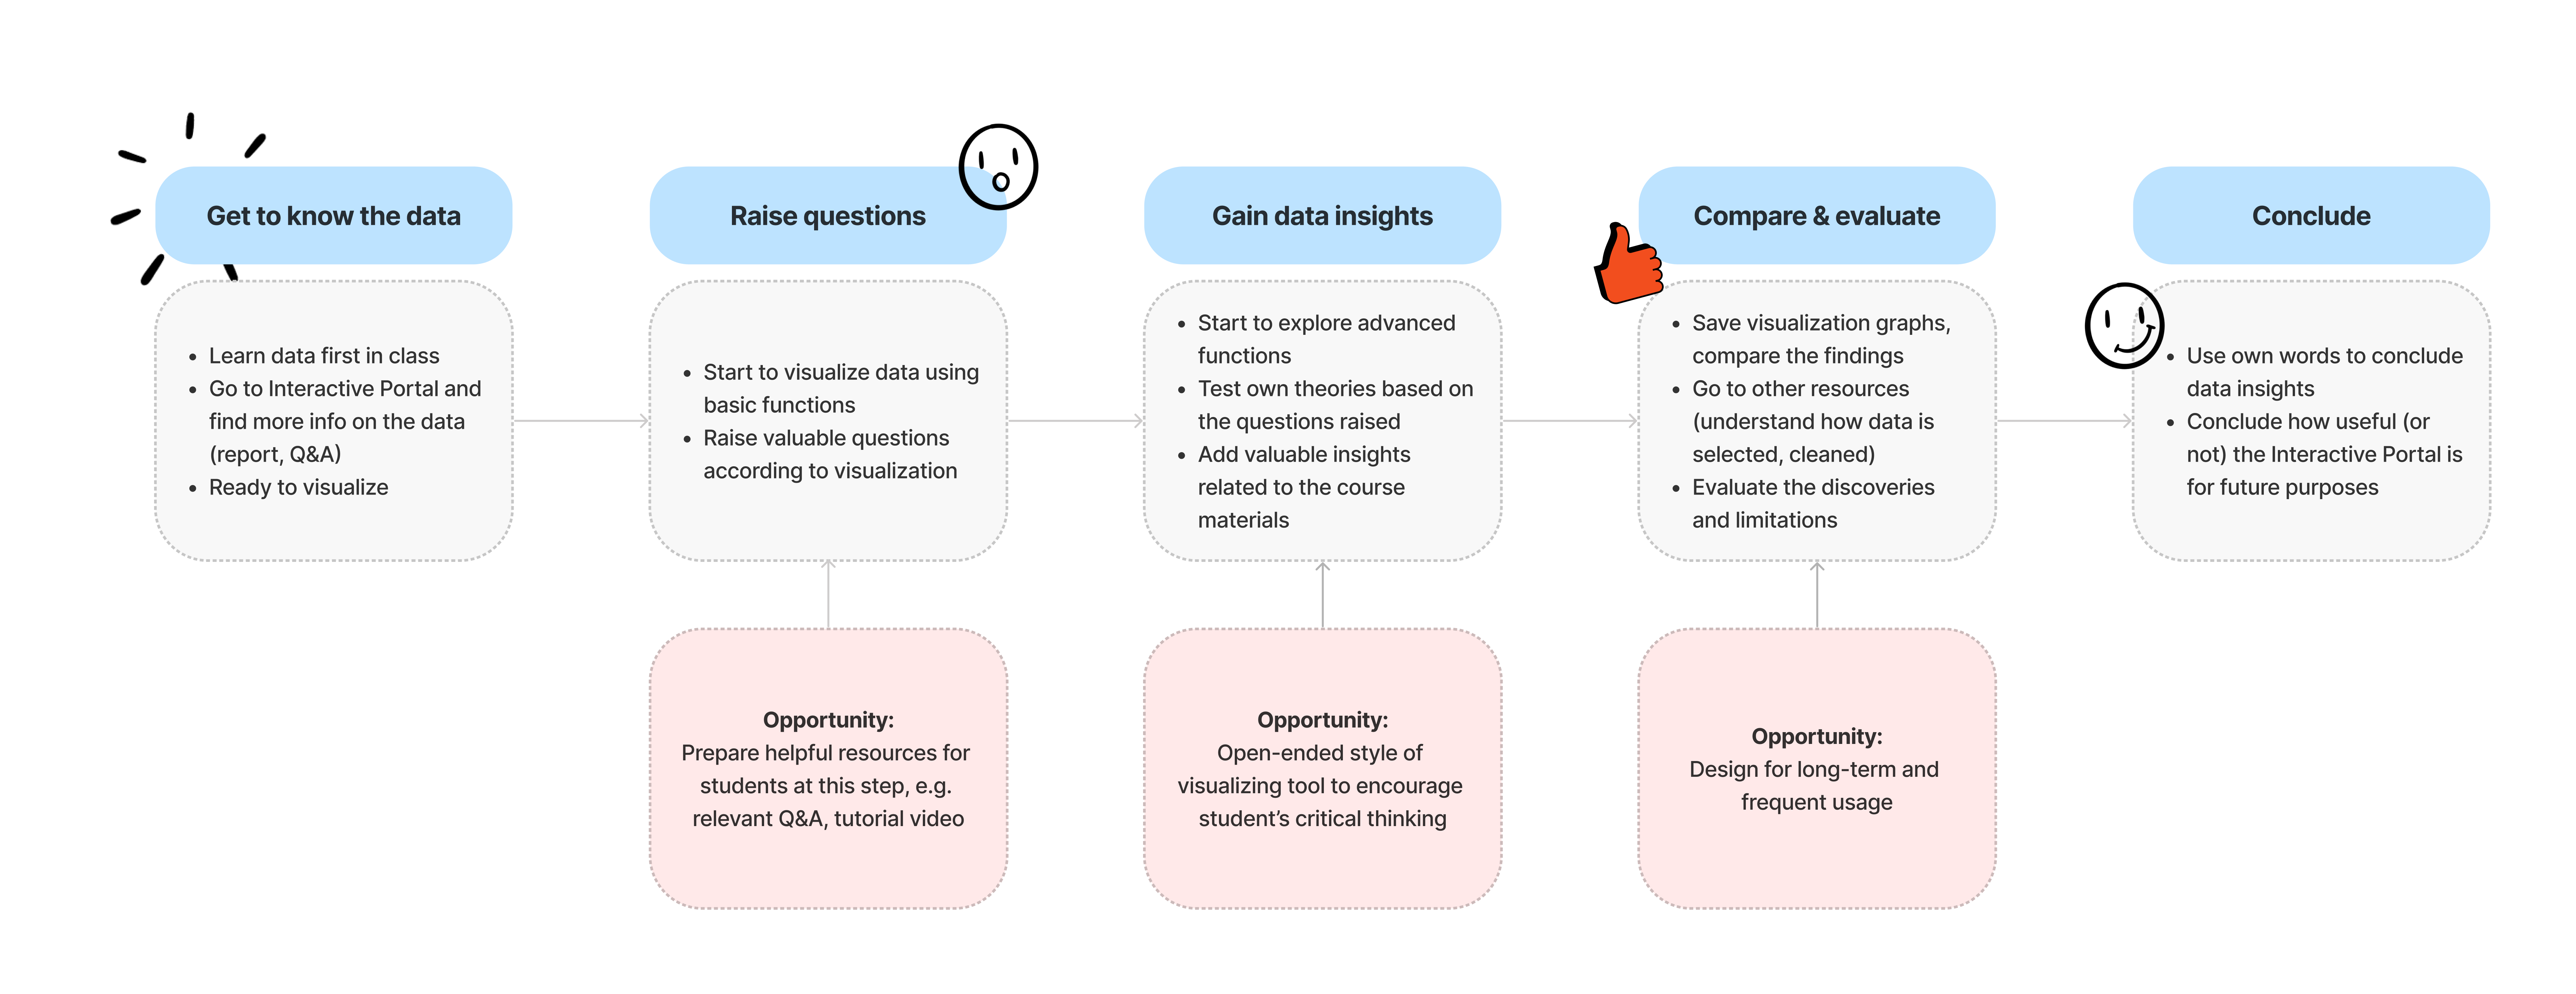 Get to know the data
Raise questions
Gain data insights
Compare & evaluate
Conclude
• Learn data first in class
• Go to Interactive Portal and
find more info on the data
(report, Q&A)
• Ready to visualize
• Start to visualize data using
basic functions
• Raise valuable questions
according to visualization
• Start to explore advanced
functions
• Test own theories based on
the questions raised
• Add valuable insights
related to the course
materials
• Save visualization graphs,
compare the findings
• Go to other resources
(understand how data is
selected, cleaned)
• Evaluate the discoveries
and limitations
• Use own words to conclude
data insights
• Conclude how useful (or
not) the Interactive Portal is
for future purposes
Opportunity:
Prepare helpful resources for
students at this step, e.g.
relevant Q&A, tutorial video
Opportunity:
Open-ended style of
visualizing tool to encourage
student’s critical thinking
Opportunity:
Design for long-term and
frequent usage